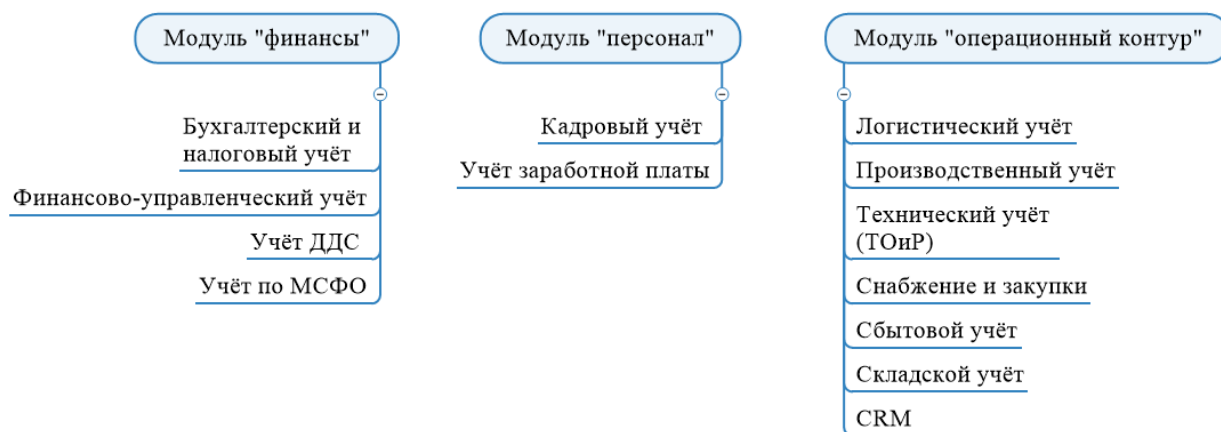 Модуль "финансы"
Бухгалтерский и
налоговый учёт
Финансово-управленческий учёт
Учёт ДДС
Учёт по МСФО
Модуль "персонал"
Кадровый учёт
Учёт заработной платы
Модуль "операционный контур"
Логистический учёт
Производственный учёт
Технический учёт
(ТОиР)
Снабжение и закупки
Сбытовой учёт
Складской учёт
CRM